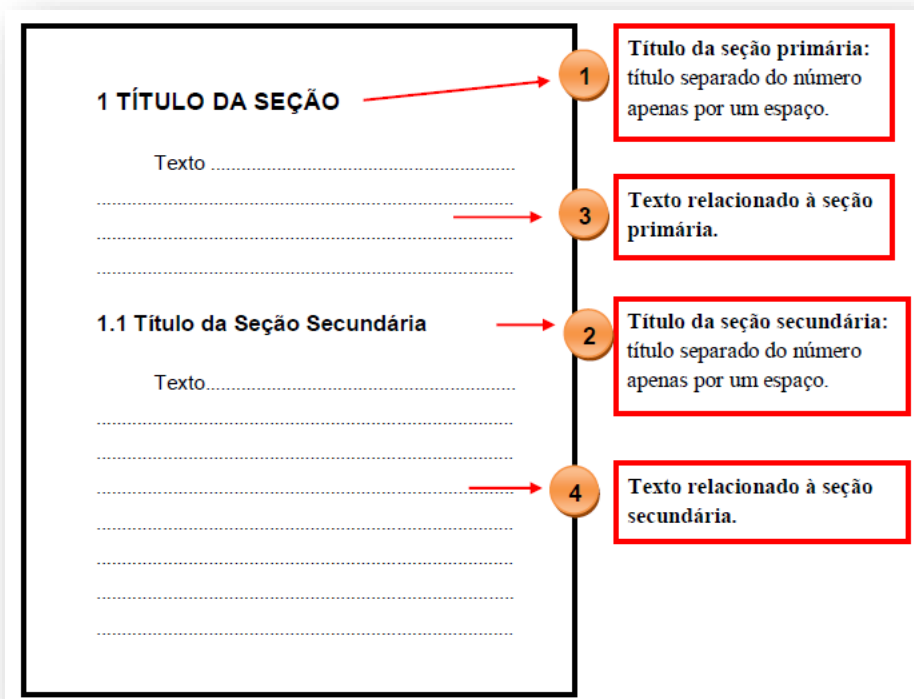 1 TÍTULO DA SEÇÃO
Texto ...........................................................
.................................................................................
.................................................................................
.................................................................................
1.1 Título da Seção Secundária
Texto............................................................
.................................................................................
.................................................................................
.................................................................................
.................................................................................
.................................................................................
.................................................................................
.................................................................................
1
Título da seção primária:
título separado do número
apenas por um espaço.
3
Texto relacionado à seção
primária.
2
Título da seção secundária:
título separado do número
apenas por um espaço.
4
Texto relacionado à seção
secundária.